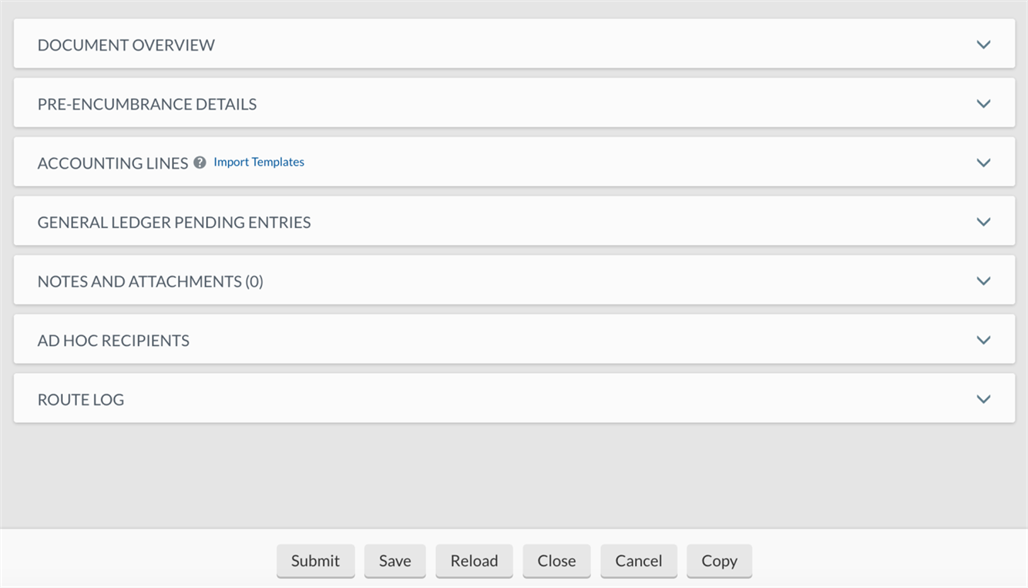 DOCUMENT OVERVIEW
PRE-ENCUMBRANCE DETAILS
ACCOUNTING LINES ? Import Templates
GENERAL LEDGER PENDING ENTRIES
NOTES AND ATTACHMENTS (0)
AD HOC RECIPIENTS
ROUTE LOG
Submit Save Reload Close Cancel Copy